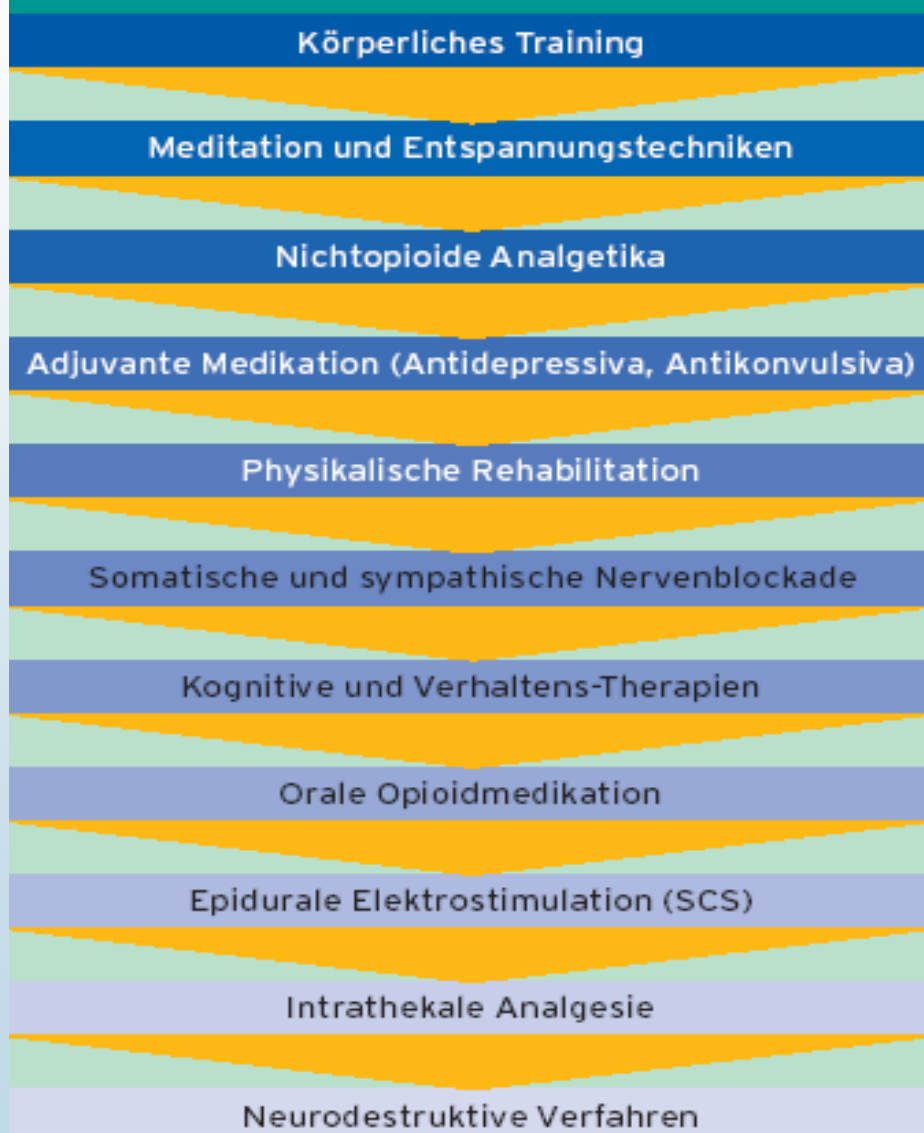 Körperliches Training
Meditation und Entspannungstechniken
Nichtopioide Analgetika
Adjuvante Medikation (Antidepressiva, Antikonvulsiva)
Physikalische Rehabilitation
Somatische und sympathische Nervenblockade
Kognitive und Verhaltens-Therapien
Orale Opioidmedikation
Epidurale Elektrostimulation (SCS)
Intrathekale Analgesie
Neurodestruktive Verfahren